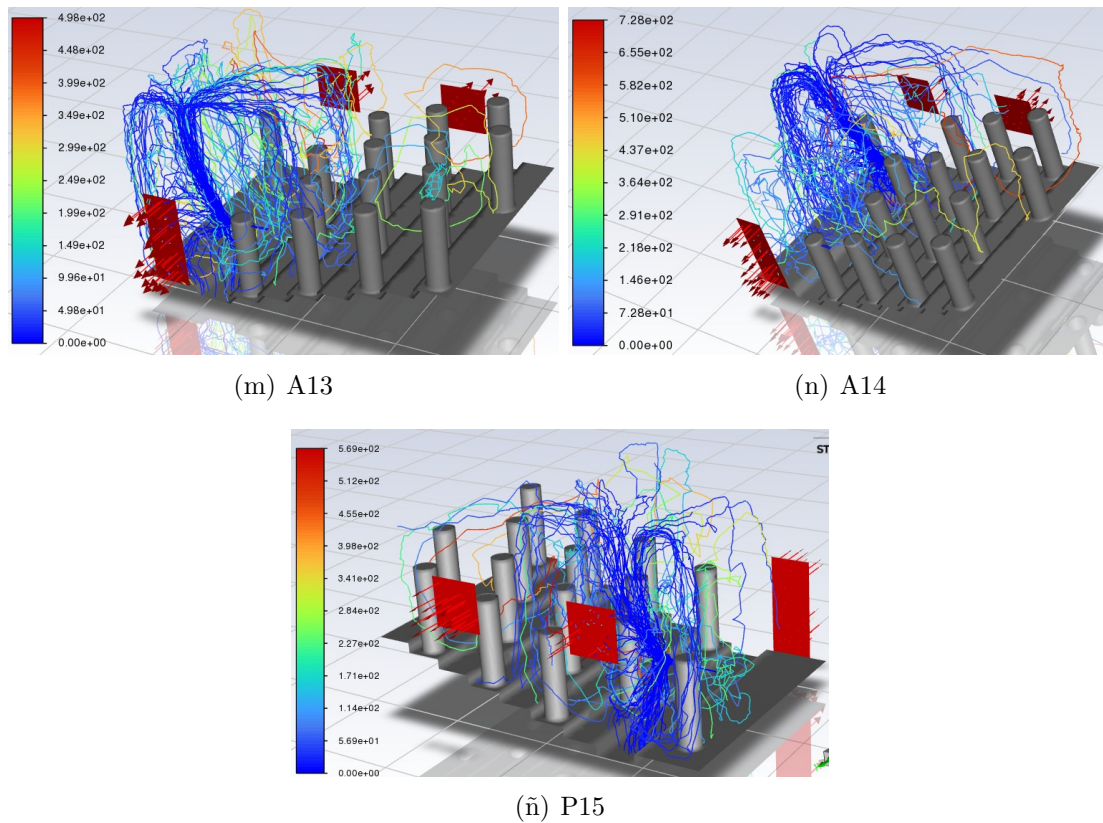 4.98e+02
4.48e+02
3.98e+02
3.49e+02
2.99e+02
2.49e+02
1.99e+02
1.49e+02
9.96e+01
4.98e+01
0.00e+00
(m) A13
7.28e+02
6.55e+02
5.82e+02
5.10e+02
4.37e+02
3.64e+02
2.91e+02
2.18e+02
1.46e+02
7.28e+01
0.00e+00
(n) A14
5.69e+02
5.12e+02
4.55e+02
3.98e+02
3.41e+02
2.84e+02
2.27e+02
1.71e+02
1.14e+02
5.69e+01
0.00e+00
ST
(ñ) P15